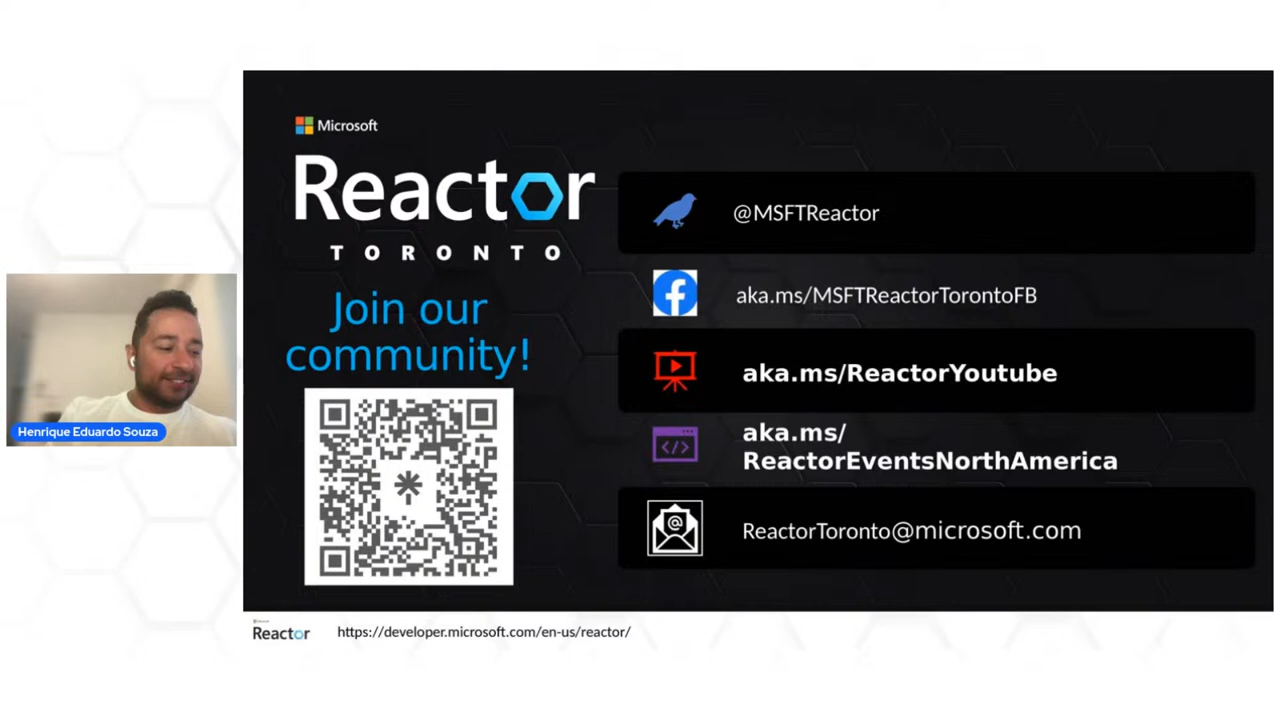 Microsoft
Reactor
TORONTO
Join our
community!
@MSFTReactor
aka.ms/MSFTReactorTorontoFB
aka.ms/ReactorYoutube
aka.ms/
ReactorEventsNorthAmerica
ReactorToronto@microsoft.com
Henrique Eduardo Souza
Reactor
https://developer.microsoft.com/en-us/reactor/